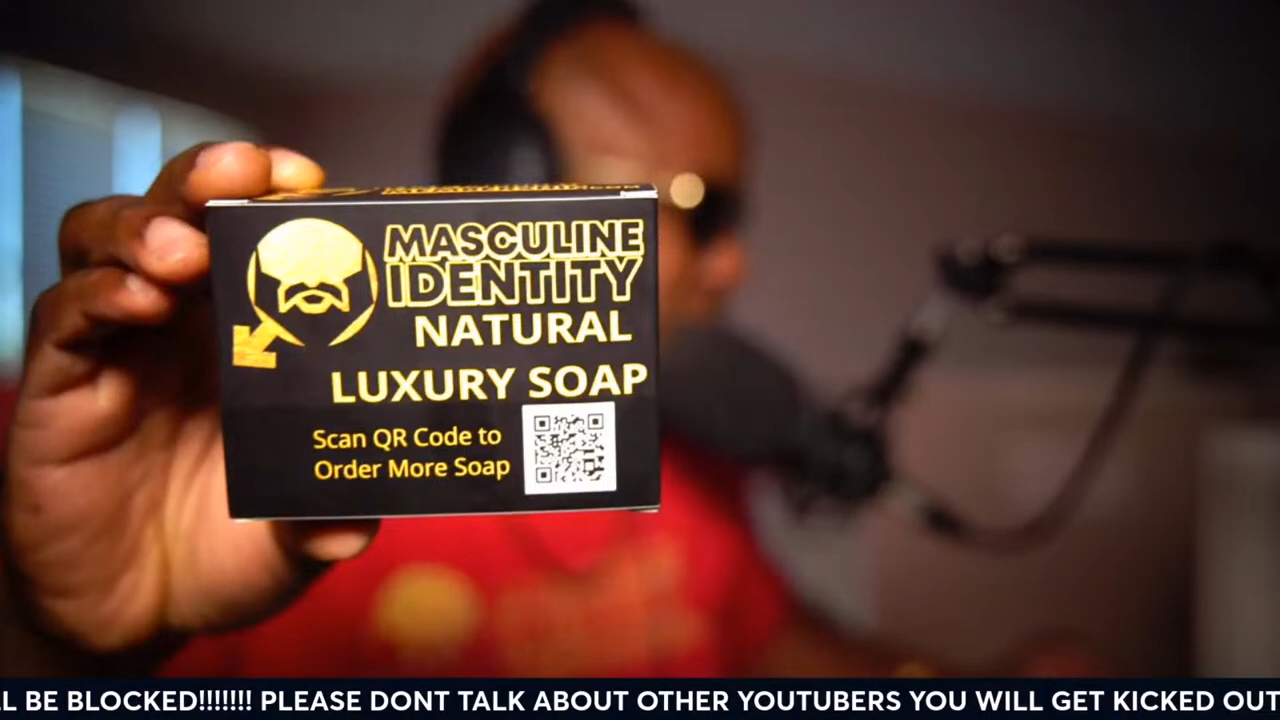 MASCULINE
IDENTITY
NATURAL
LUXURY SOAP
Scan QR Code to
Order More Soap
BE BLOCKED!!!!!!! PLEASE DONT TALK ABOUT OTHER YOUTUBERS YOU WILL GET KICKED OUT